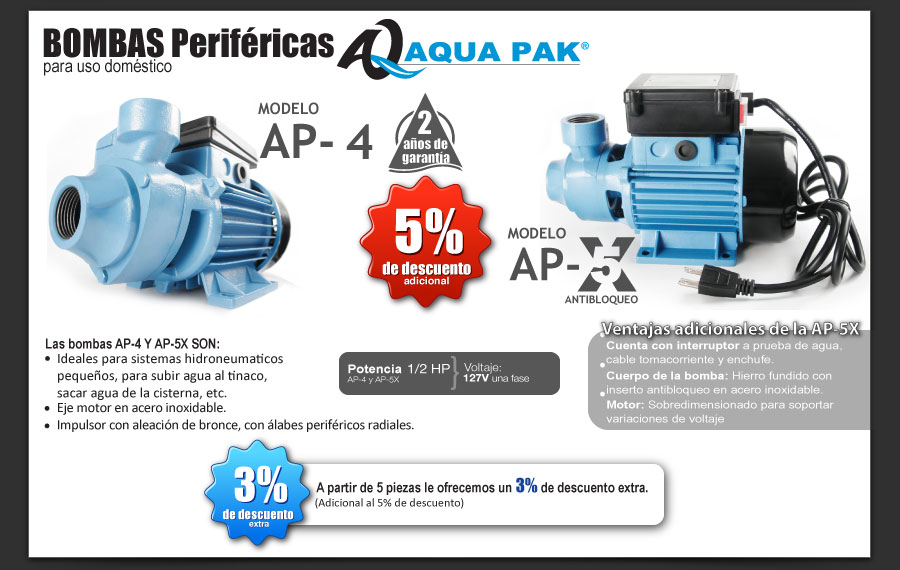 BOMBAS Periféricas
para uso doméstico
AQUA PAK®
MODELO
AP- 4
2
años de
garantía
5%
de descuento
adicional
MODELO
AP-5X
ANTIBLOQUEO
Las bombas AP-4 Y AP-5X SON:
• Ideales para sistemas hidroneumaticos
pequeños, para subir agua al tinaco,
sacar agua de la cisterna, etc.
• Eje motor en acero inoxidable.
• Impulsor con aleación de bronce, con álabes periféricos radiales.
Potencia 1/2 HP
AP-4 y AP-5X
Voltaje:
127V una fase
Ventajas adicionales de la AP-5X
• Cuenta con interruptor a prueba de agua,
cable tomacorriente y enchufe.
• Cuerpo de la bomba: Hierro fundido con
inserto antibloqueo en acero inoxidable.
• Motor: Sobredimensionado para soportar
variaciones de voltaje
3%
de descuento
extra
A partir de 5 piezas le ofrecemos un 3% de descuento extra.
(Adicional al 5% de descuento)